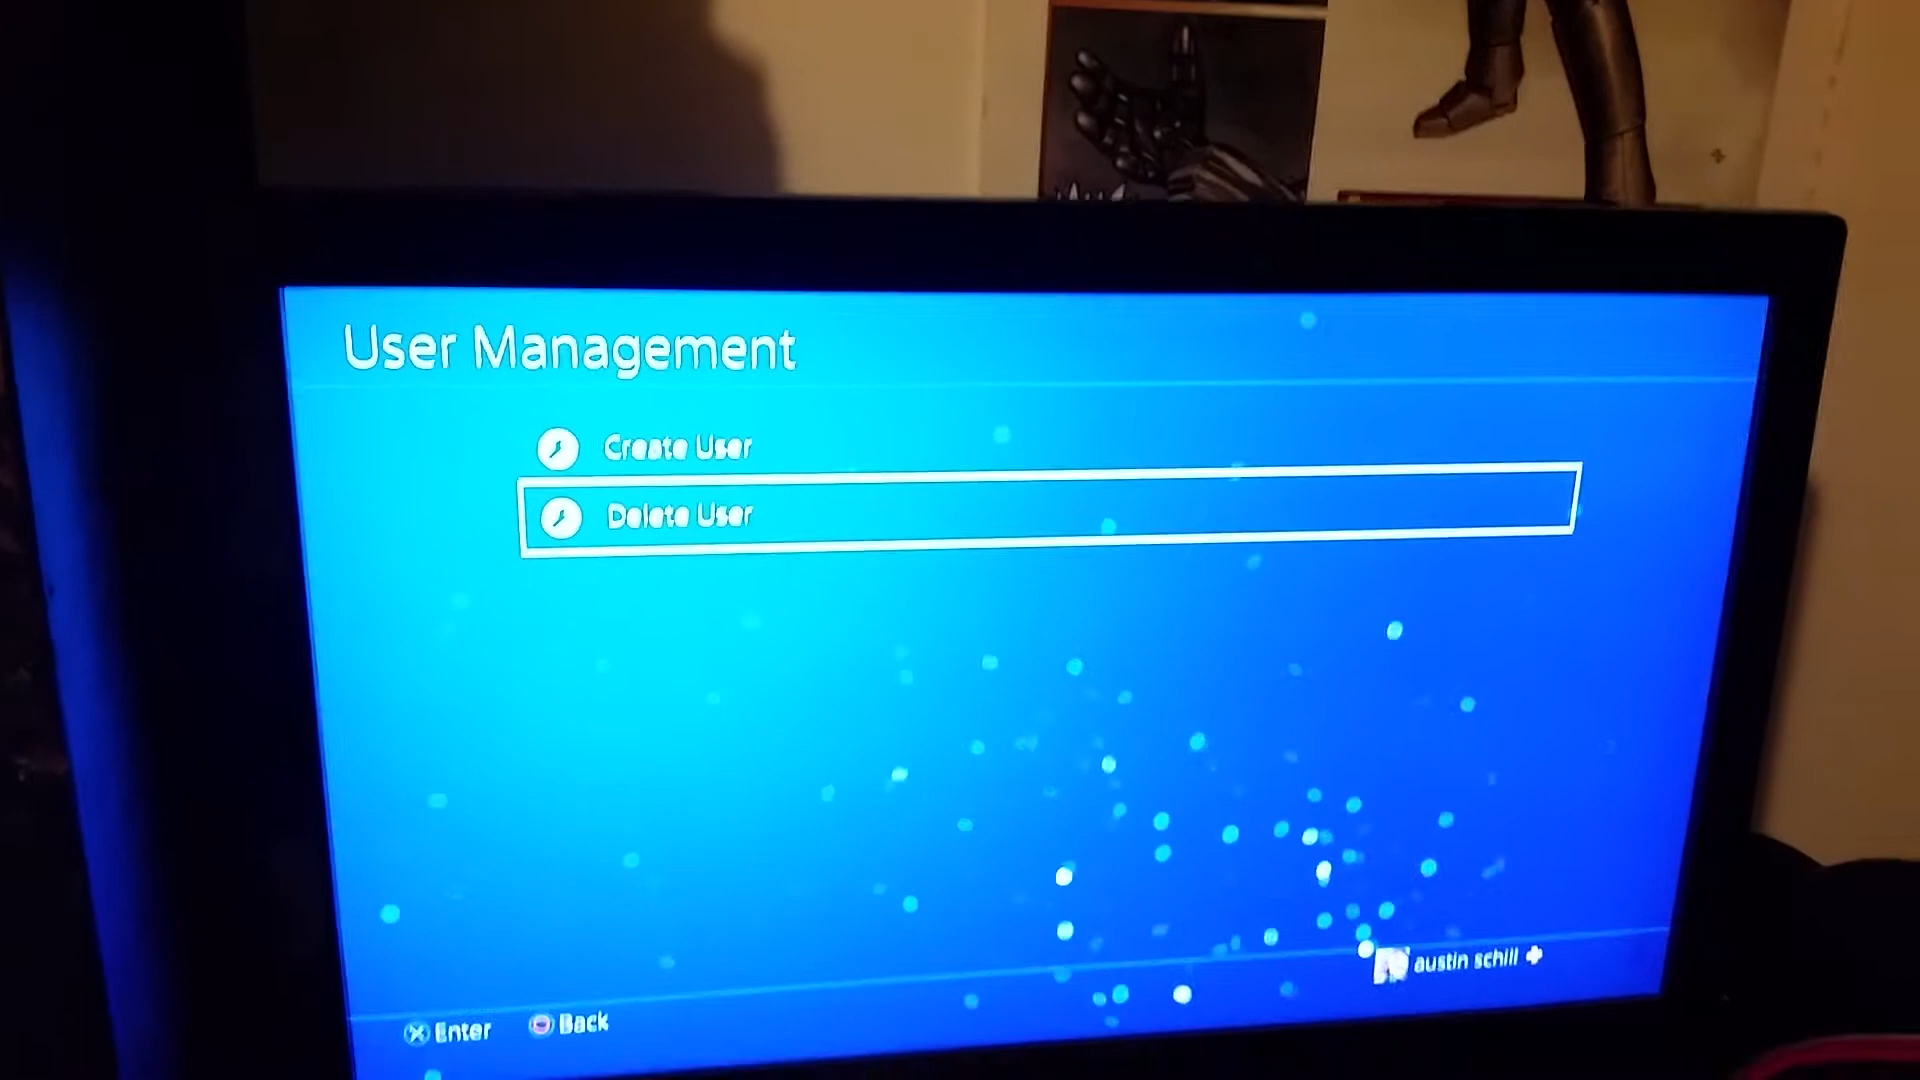 User Management
Create User
Delete User
austin schill
Enter
Back